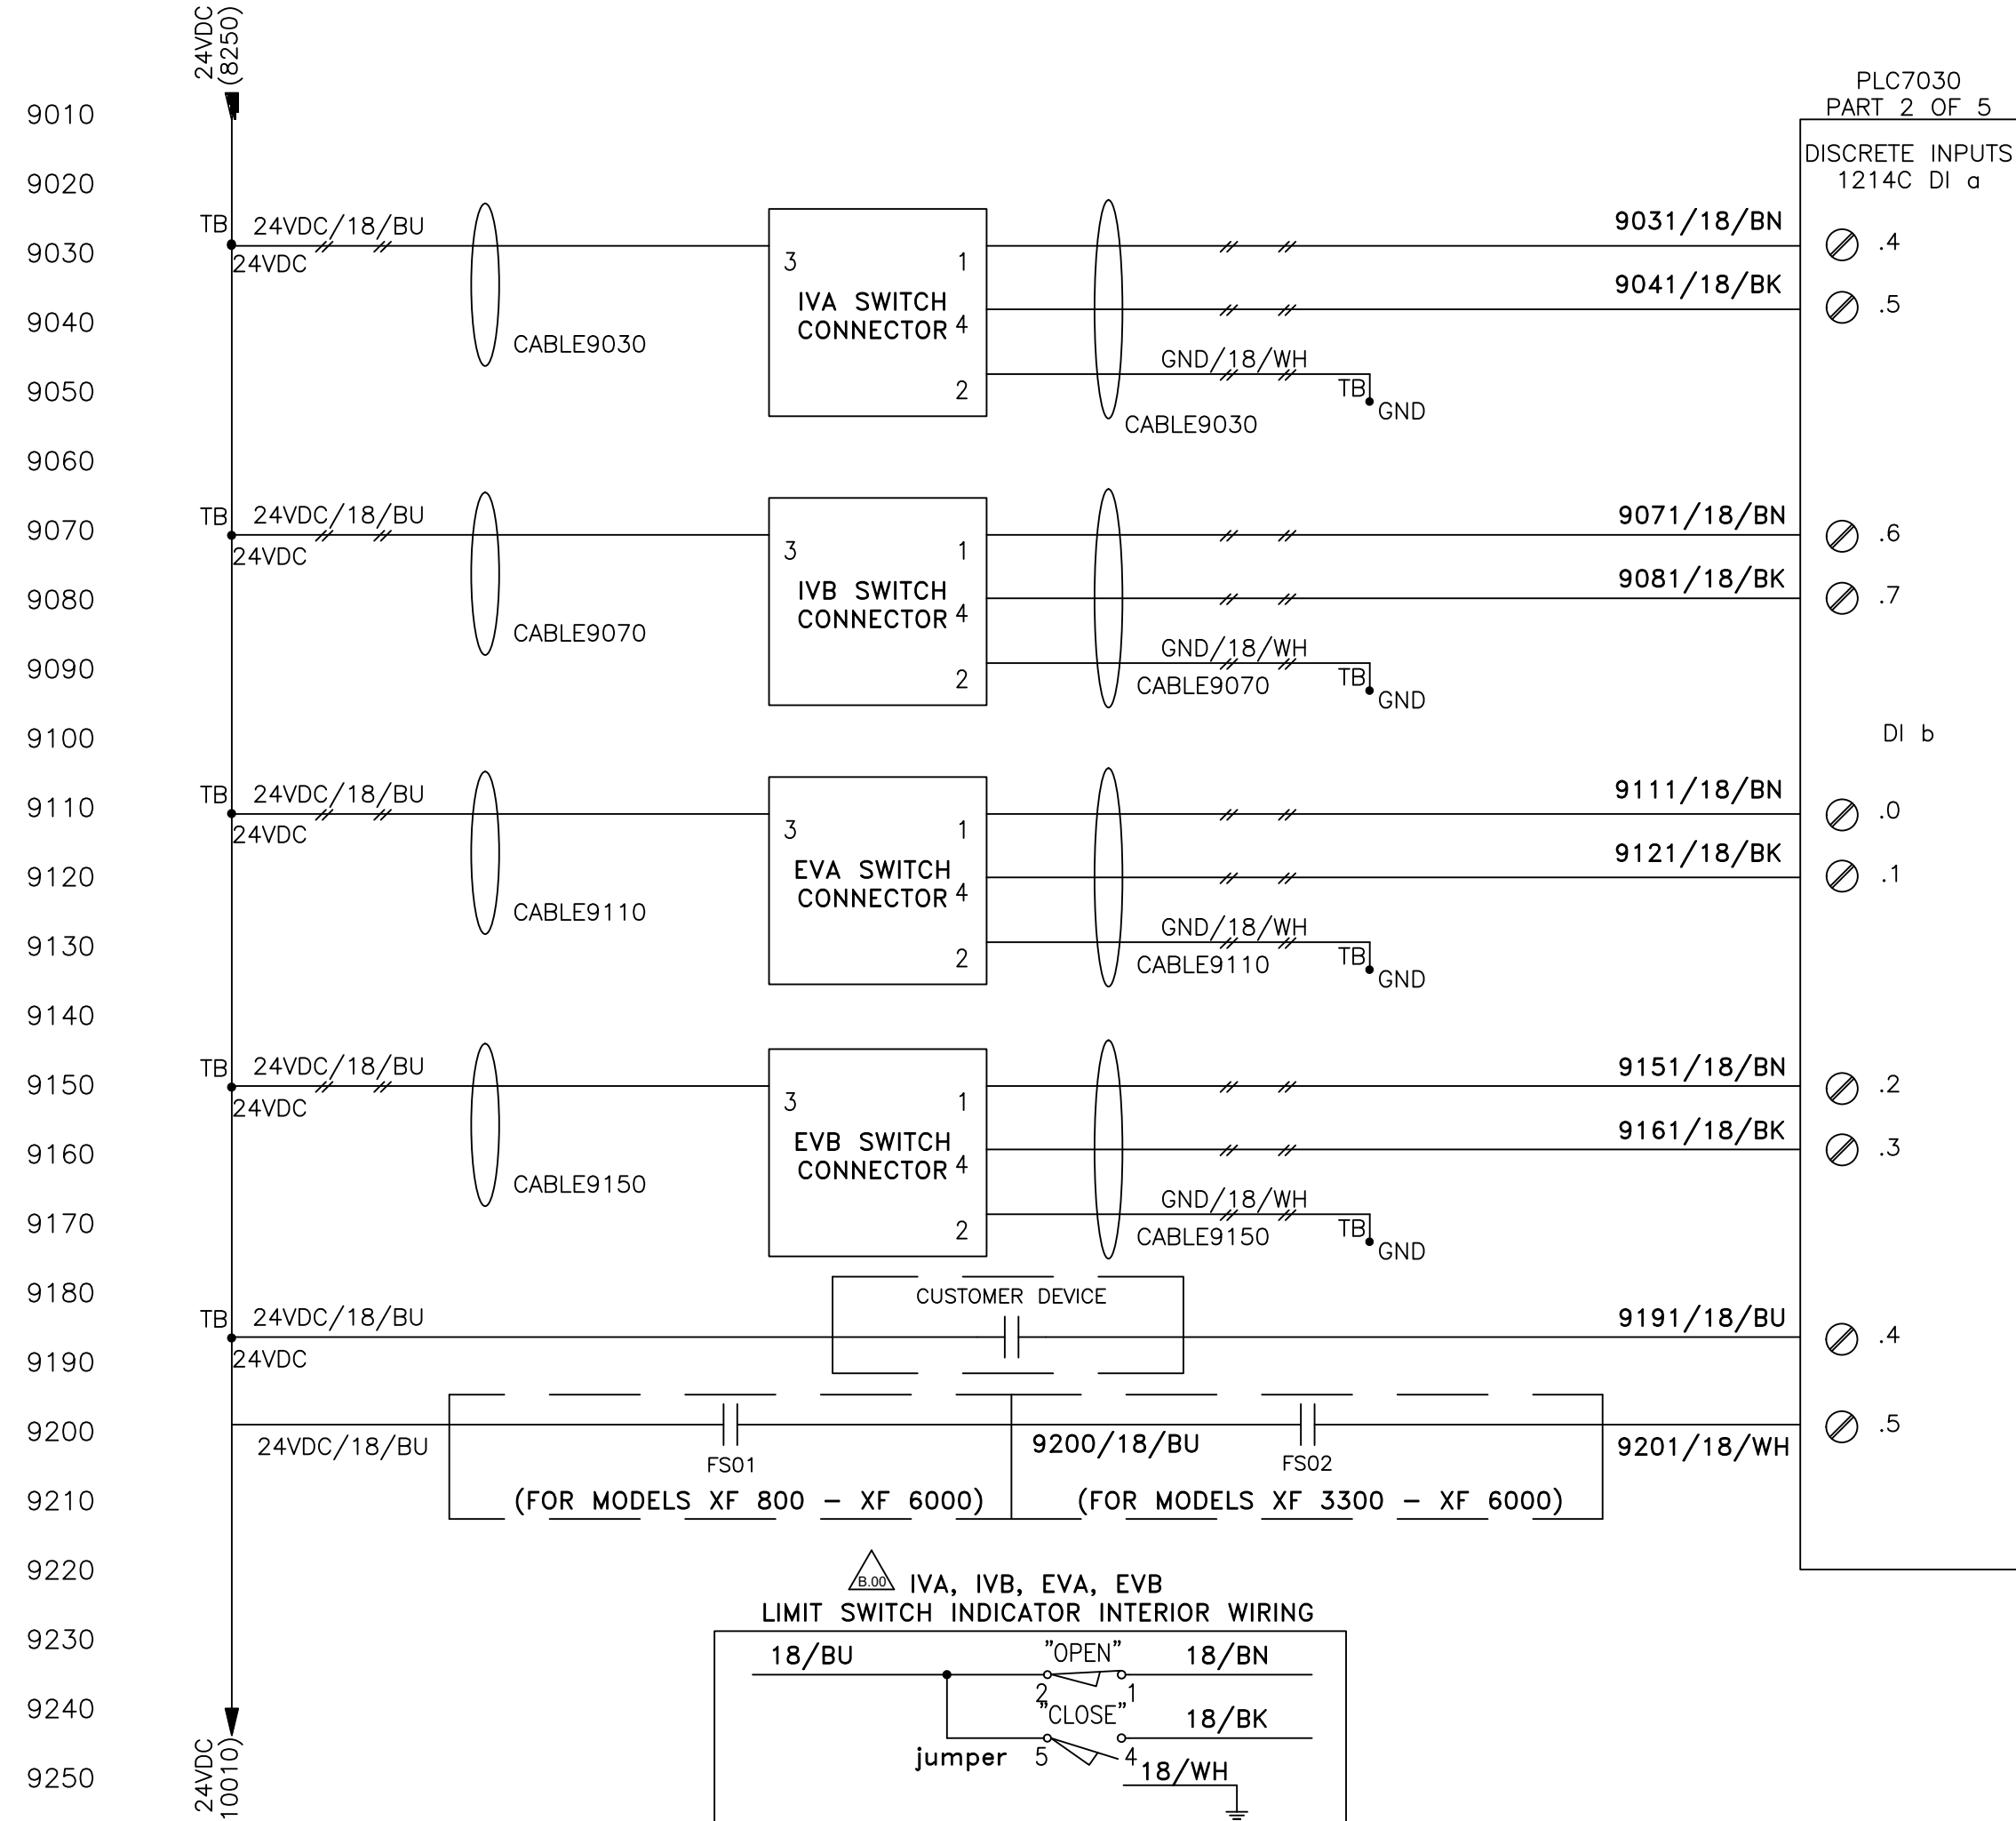 24VDC
(8250)
PLC7030
PART 2 OF 5
9010
DISCRETE INPUTS
1214C DI a
9020
TB 24VDC/18/BU
9031/18/BN
.4
9030
24VDC
3 1
IVA SWITCH
CONNECTOR
4
9041/18/BK
.5
9040
CABLE9030
GND/18/WH
2
TB
GND
9050
CABLE9030
9060
TB 24VDC/18/BU
9071/18/BN
.6
9070
24VDC
3 1
IVB SWITCH
CONNECTOR
4
9081/18/BK
.7
9080
CABLE9070
GND/18/WH
2
CABLE9070
TB
GND
9090
9100
DI b
TB 24VDC/18/BU
9111/18/BN
.0
9110
24VDC
3 1
EVA SWITCH
CONNECTOR
4
9121/18/BK
.1
9120
CABLE9110
GND/18/WH
2
CABLE9110
TB
GND
9130
9140
TB 24VDC/18/BU
9151/18/BN
.2
9150
24VDC
3 1
EVB SWITCH
CONNECTOR
4
9161/18/BK
.3
9160
CABLE9150
GND/18/WH
2
CABLE9150
TB
GND
9170
9180
CUSTOMER DEVICE
TB 24VDC/18/BU
9191/18/BU
.4
9190
24VDC
9200
24VDC/18/BU
FS01
9200/18/BU
FS02
9201/18/WH
.5
9210
(FOR MODELS XF 800 - XF 6000)
(FOR MODELS XF 3300 - XF 6000)
9220
B.00
IVA, IVB, EVA, EVB
LIMIT SWITCH INDICATOR INTERIOR WIRING
9230
18/BU
"OPEN"
18/BN
2 1
9240
"CLOSE"
18/BK
jumper
5 4
18/WH
9250
24VDC
10010)